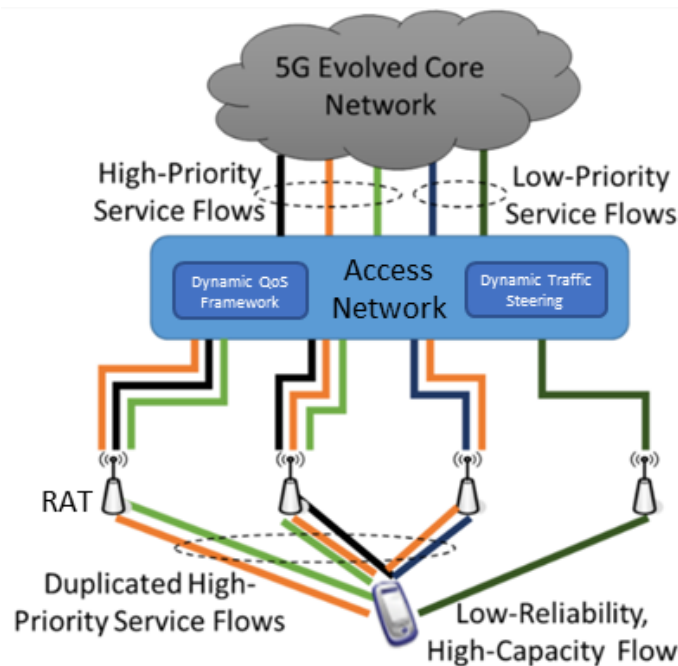 5G Evolved Core
Network
High-Priority
Service Flows
Low-Priority
Service Flows
Dynamic QoS
Framework
Access
Network
Dynamic Traffic
Steering
RAT
Duplicated High-
Priority Service Flows
Low-Reliability,
High-Capacity Flow